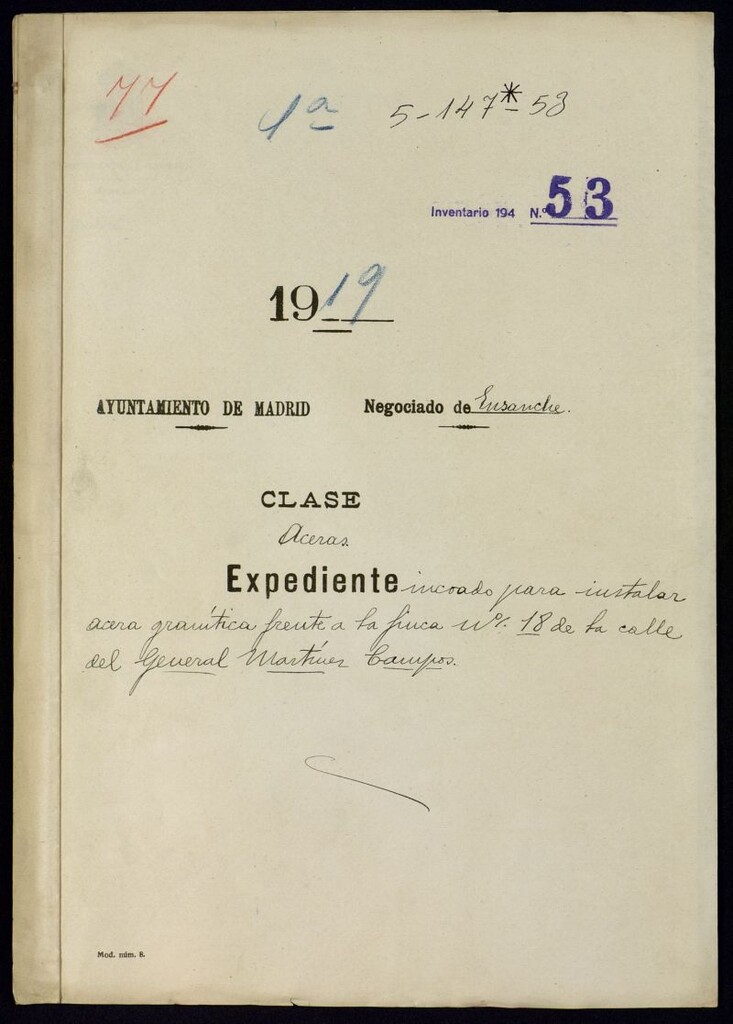 77
1ª
5-147*-53
Inventario 194 N.º 53
1919
AYUNTAMIENTO DE MADRID Negociado de Ensanche.
CLASE
Aceras.
Expediente incoado para instalar
acera granítica frente a la finca nº. 18 de la calle
del General Martínez Campos.
Mod. núm. 8.